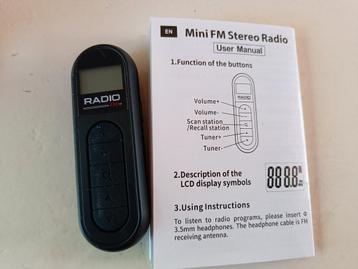 RADIO
EN
Mini FM Stereo Radio
User Manual
1.Function of the buttons
Volume+
Volume-
Scan station
/Recall station
Tuner+
Tuner-
RADIO
2.Description of the
LCD display symbols
3.Using Instructions
To listen to radio programs, please insert
3.5mm headphones. The headphone cable is FM
receiving antenna.